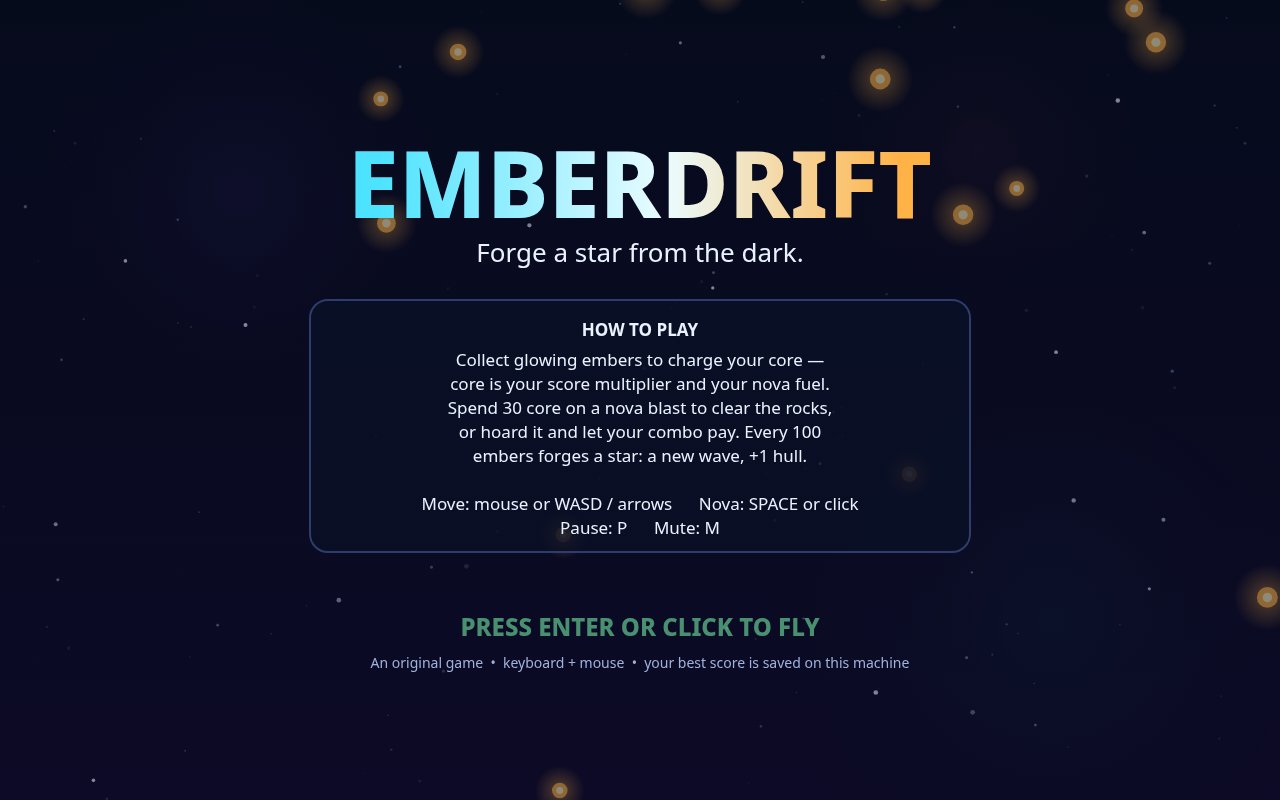 EMBERDRIFT
Forge a star from the dark.
HOW TO PLAY
Collect glowing embers to charge your core —
core is your score multiplier and your nova fuel.
Spend 30 core on a nova blast to clear the rocks,
or hoard it and let your combo pay. Every 100
embers forges a star: a new wave, +1 hull.
Move: mouse or WASD / arrows Nova: SPACE or click
Pause: P Mute: M
PRESS ENTER OR CLICK TO FLY
An original game • keyboard + mouse • your best score is saved on this machine